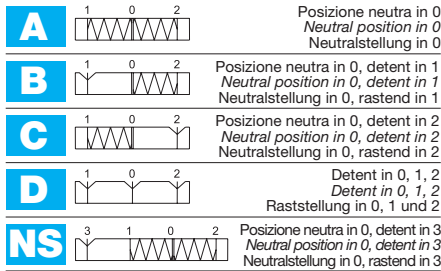 1 0 2
A
Posizione neutra in 0
Neutral position in 0
Neutralstellung in 0
1 0 2
B
Posizione neutra in 0, detent in 1
Neutral position in 0, detent in 1
Neutralstellung in 0, rastend in 1
1 0 2
C
Posizione neutra in 0, detent in 2
Neutral position in 0, detent in 2
Neutralstellung in 0, rastend in 2
1 0 2
D
Detent in 0, 1, 2
Detent in 0, 1, 2
Raststellung in 0, 1 und 2
3 1 0 2
NS
Posizione neutra in 0, detent in 3
Neutral position in 0, detent in 3
Neutralstellung in 0, rastend in 3